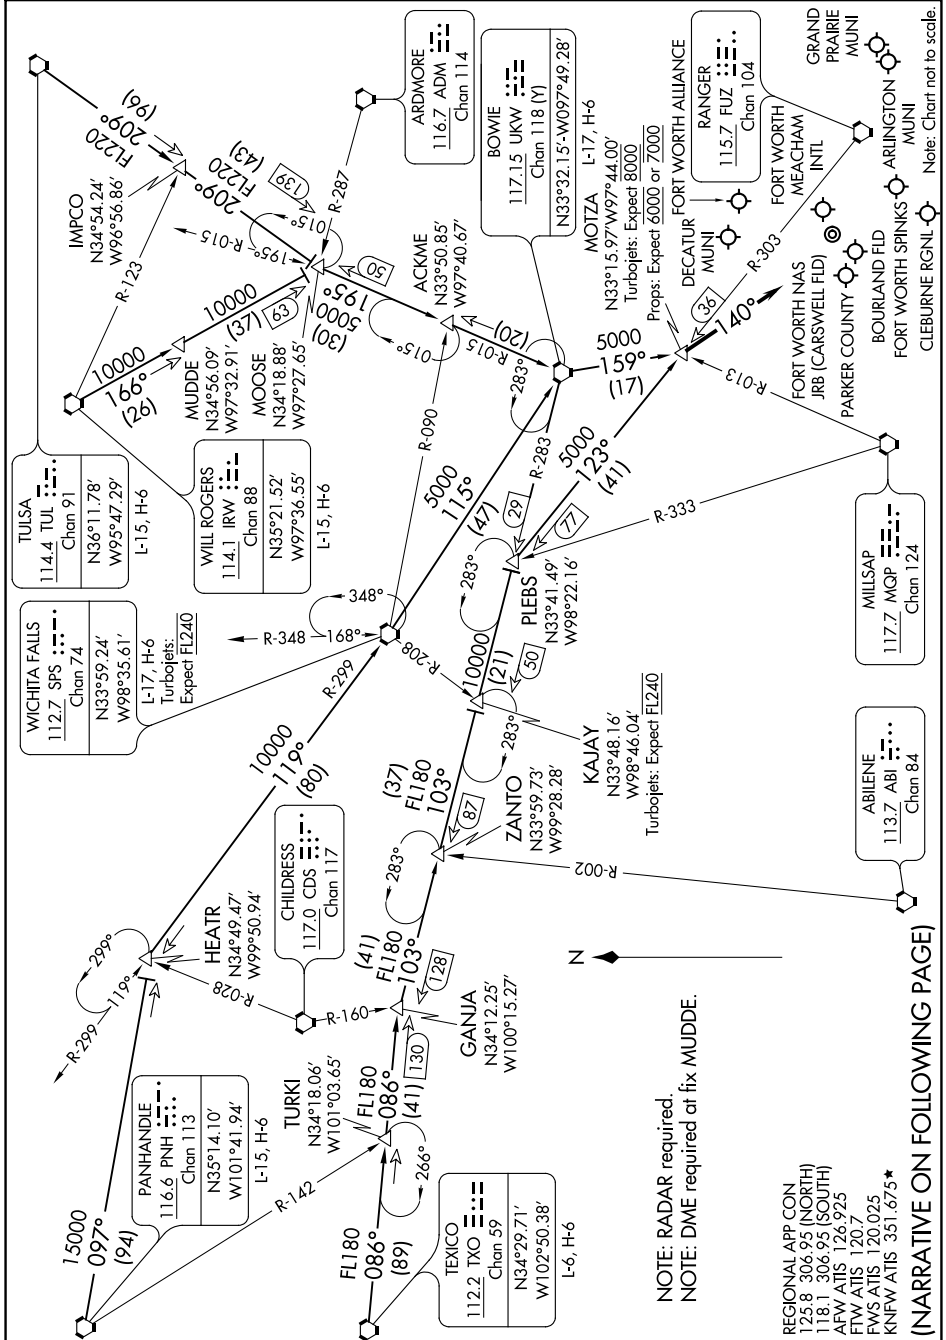 TULSA
114.4 TUL
Chan 91
N36°11.78'
W95°47.29'
L-15, H-6
WILL ROGERS
114.1 IRW
Chan 88
N35°21.52'
W97°36.55'
L-15, H-6
WICHITA FALLS
112.7 SPS
Chan 74
N33°59.24'
W98°35.61'
L-17, H-6
Turbojets:
Expect FL240
ARDMORE
116.7 ADM
Chan 114
BOWIE
117.15 UKW
Chan 118 (Y)
N33°32.15'-W097°49.28'
L-17, H-6
RANGER
115.7 FUZ
Chan 104
GRAND
PRAIRIE
MUNI
ARLINGTON
MUNI
Note: Chart not to scale.
FORT WORTH ALLIANCE
FORT WORTH
MEACHAM
INTL
DECATUR
MUNI
FORT WORTH NAS
JRB (CARSWELL FLD)
PARKER COUNTY
BOURLAND FLD
FORT WORTH SPINKS
CLEBURNE RGNL
MOTZA
N33°15.97'W97°44.00'
Turbojets: Expect 8000
Props: Expect 6000 or 7000
IMPCO
N34°54.24'
W96°56.86'
FL220
209°
(96)
FL220
209°
(43)
139
R-123
R-287
R-015
015°
195°
10000
166°
(26)
10000
(37)
63
MUDDE
N34°56.09'
W97°32.91'
MOOSE
N34°18.88'
W97°27.65'
50
195°
5000
(30)
ACKME
N33°50.85'
W97°40.67'
015°
R-015
(20)
R-090
283°
R-283
5000
159°
(17)
36
140°
R-303
R-013
5000
115°
(47)
5000
123°
(41)
29
77
R-333
283°
PLEBS
N33°41.49'
W98°22.16'
MILLSAP
117.7 MQP
Chan 124
348°
R-348
168°
R-299
R-208
10000
119°
(80)
10000
(21)
50
283°
KAJAY
N33°48.16'
W98°46.04'
Turbojets: Expect FL240
(37)
FL180
103°
87
ZANTO
N33°59.73'
W99°28.28'
283°
R-002
ABILENE
113.7 ABI
Chan 84
CHILDRESS
117.0 CDS
Chan 117
HEATR
N34°49.47'
W99°50.94'
299°
119°
R-299
R-028
R-160
(41)
FL180
103°
128
GANJA
N34°12.25'
W100°15.27'
130
FL180
086°
(41)
TURKI
N34°18.06'
W101°03.65'
266°
PANHANDLE
116.6 PNH
Chan 113
N35°14.10'
W101°41.94'
L-15, H-6
15000
097°
(94)
R-142
FL180
086°
(89)
TEXICO
112.2 TXO
Chan 59
N34°29.71'
W102°50.38'
L-6, H-6
N
NOTE: RADAR required.
NOTE: DME required at fix MUDDE.
REGIONAL APP CON
125.8 306.95 (NORTH)
118.1 306.95 (SOUTH)
AFW ATIS 126.925
FTW ATIS 120.7
FWS ATIS 120.025
KNFW ATIS 351.675★
(NARRATIVE ON FOLLOWING PAGE)